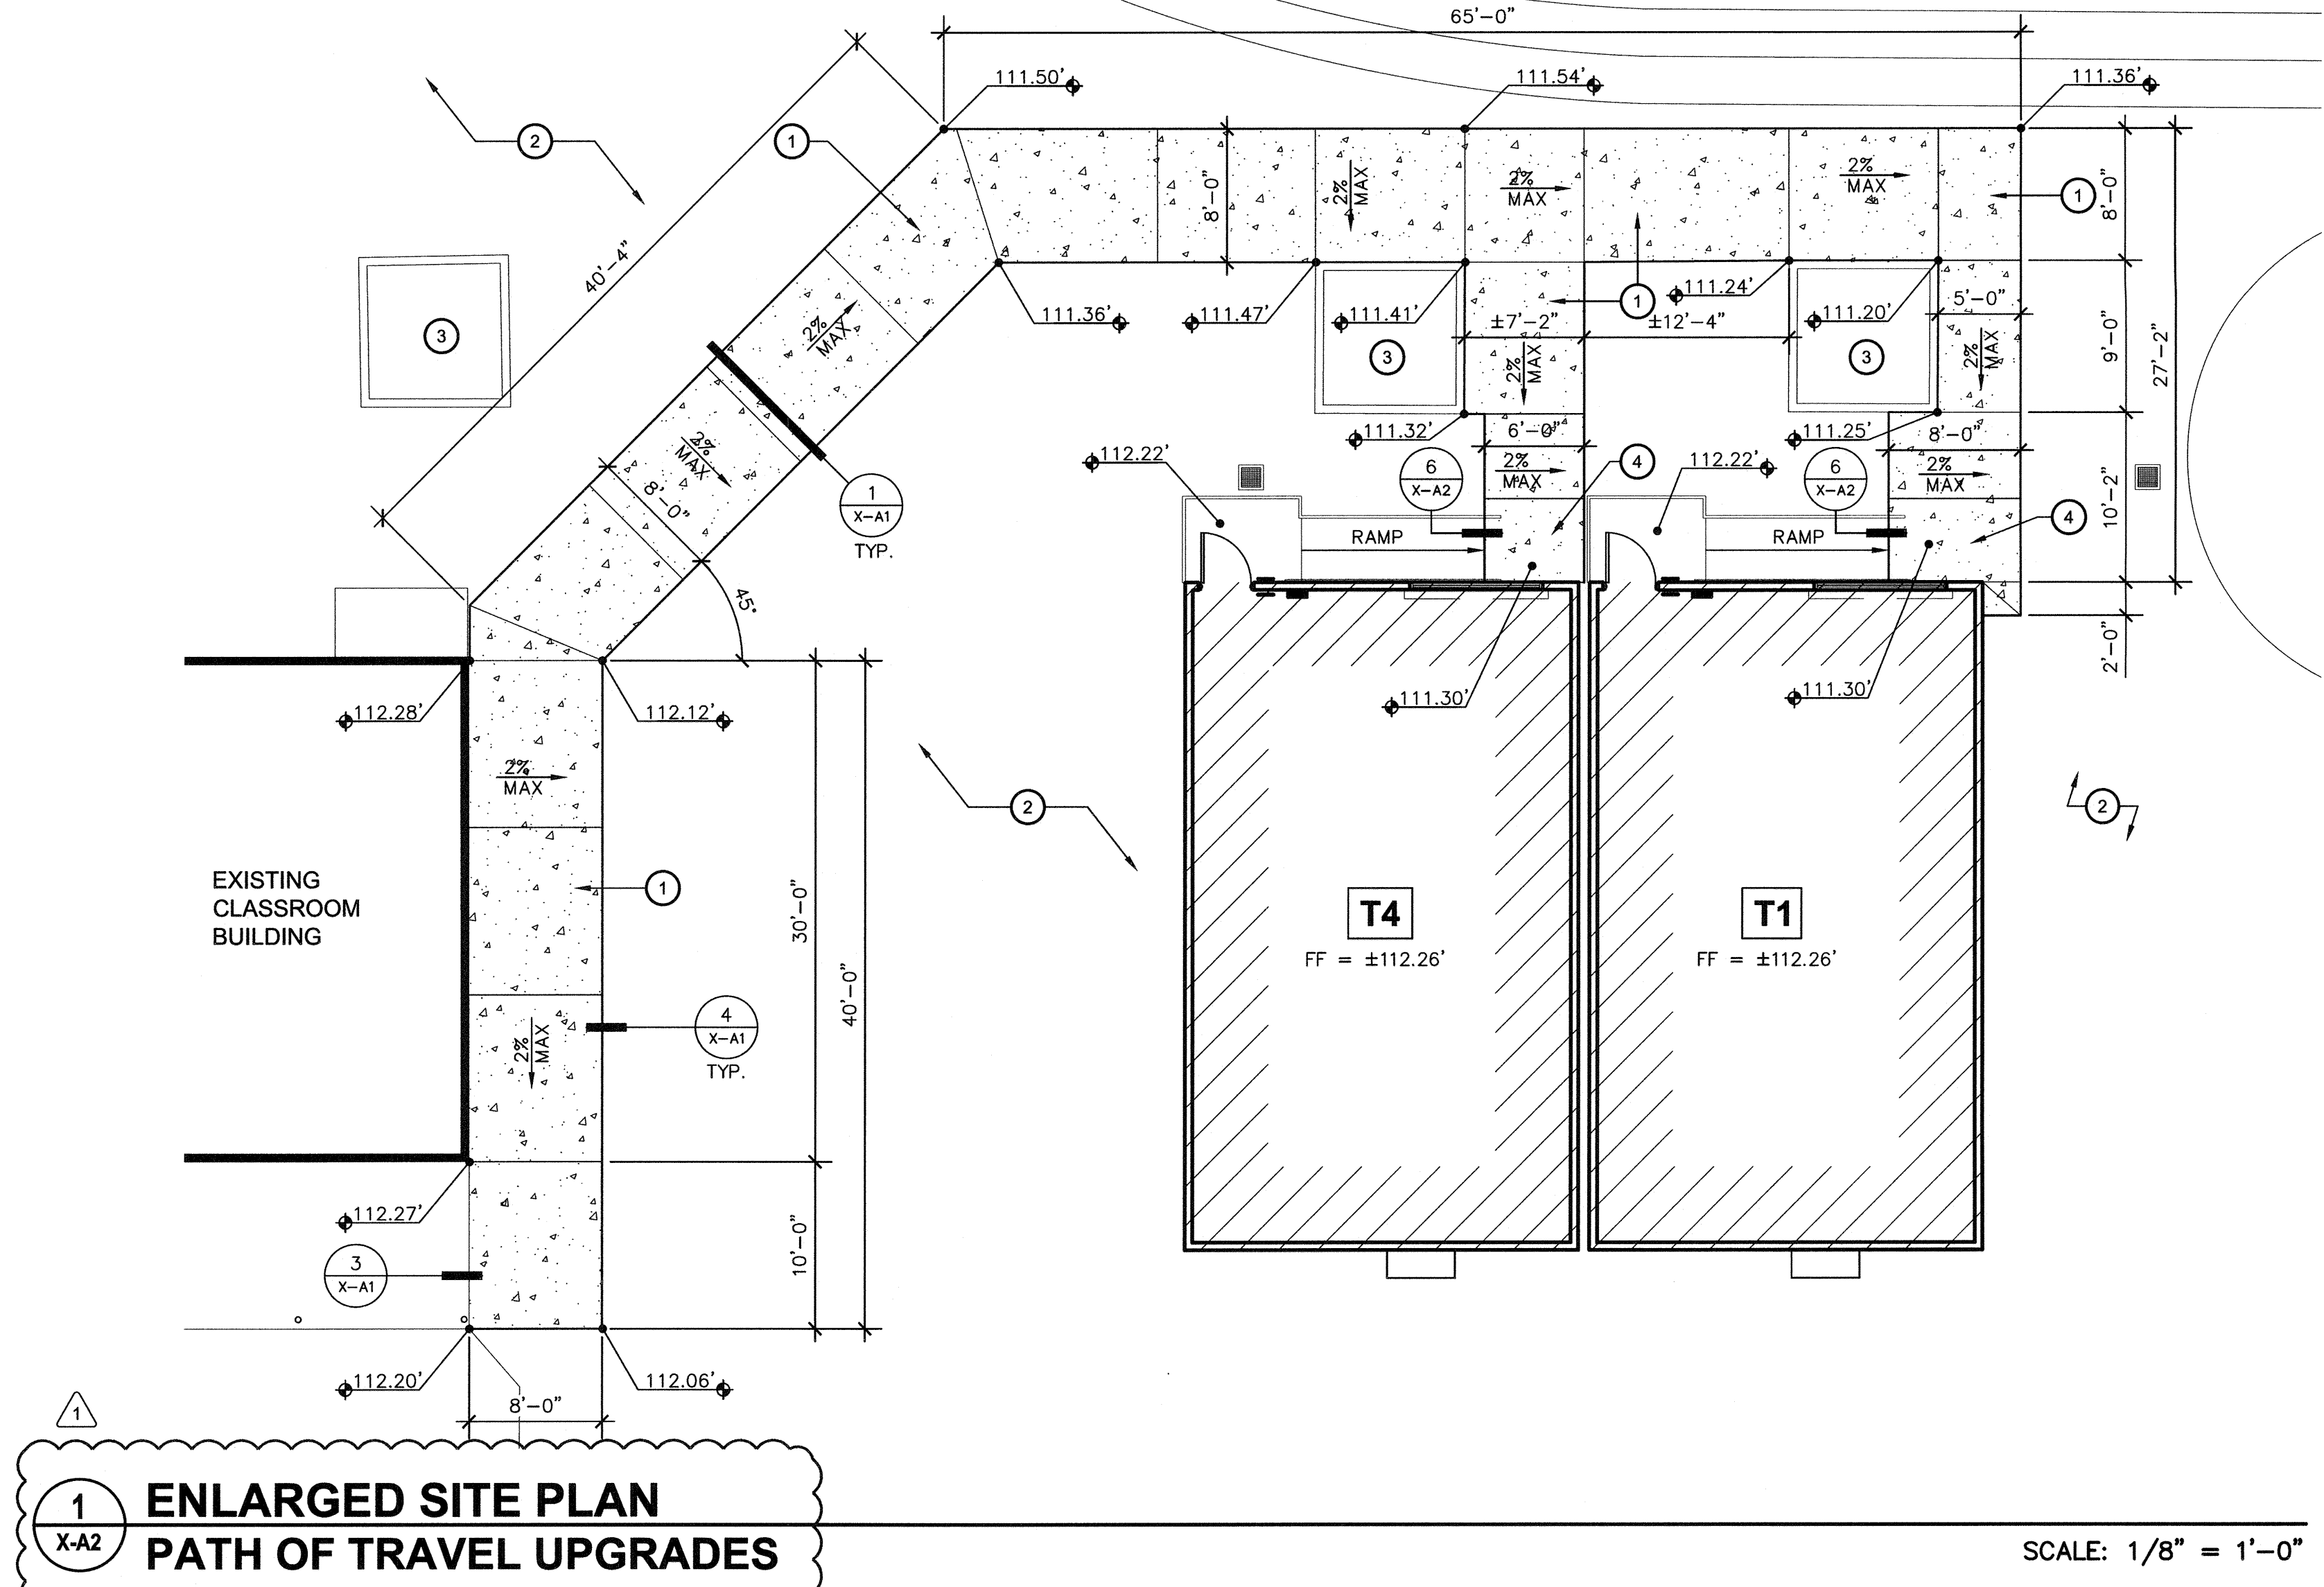 65'-0"
111.50'
111.54'
111.36'
2
1
40'-4"
8'-0"
2%
MAX
2%
MAX
2%
MAX
1
8'-0"
27'-2"
3
2%
MAX
111.36'
111.47'
111.41'
1
111.24'
111.20'
5'-0"
±7'-2"
±12'-4"
9'-0"
3
3
2%
MAX
2%
MAX
2%
MAX
8'-0"
111.32'
6'-0"
111.25'
8'-0"
112.22'
6
X-A2
2%
MAX
4
112.22'
6
X-A2
2%
MAX
10'-2"
1
X-A1
TYP.
RAMP
RAMP
4
45°
2'-0"
112.28'
112.12'
111.30'
111.30'
2%
MAX
2
2
EXISTING
CLASSROOM
BUILDING
1
30'-0"
40'-0"
T4
FF = ±112.26'
T1
FF = ±112.26'
2%
MAX
4
X-A1
TYP.
112.27'
3
X-A1
10'-0"
112.20'
112.06'
8'-0"
1
1
X-A2
ENLARGED SITE PLAN
PATH OF TRAVEL UPGRADES
SCALE: 1/8" = 1'-0"